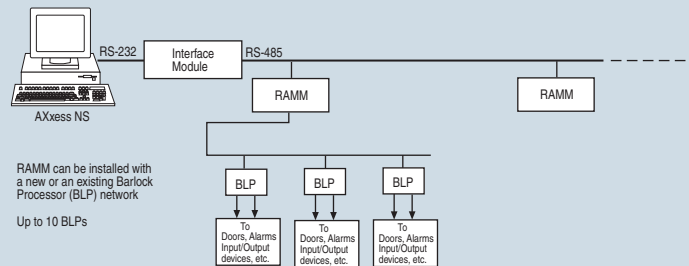 RS-232
Interface
Module
RS-485
AXxess NS
RAMM
RAMM
RAMM can be installed with
a new or an existing Barlock
Processor (BLP) network
Up to 10 BLPs
BLP
BLP
BLP
To
Doors, Alarms
Input/Output
devices, etc.
To
Doors, Alarms
Input/Output
devices, etc.
To
Doors, Alarms
Input/Output
devices, etc.